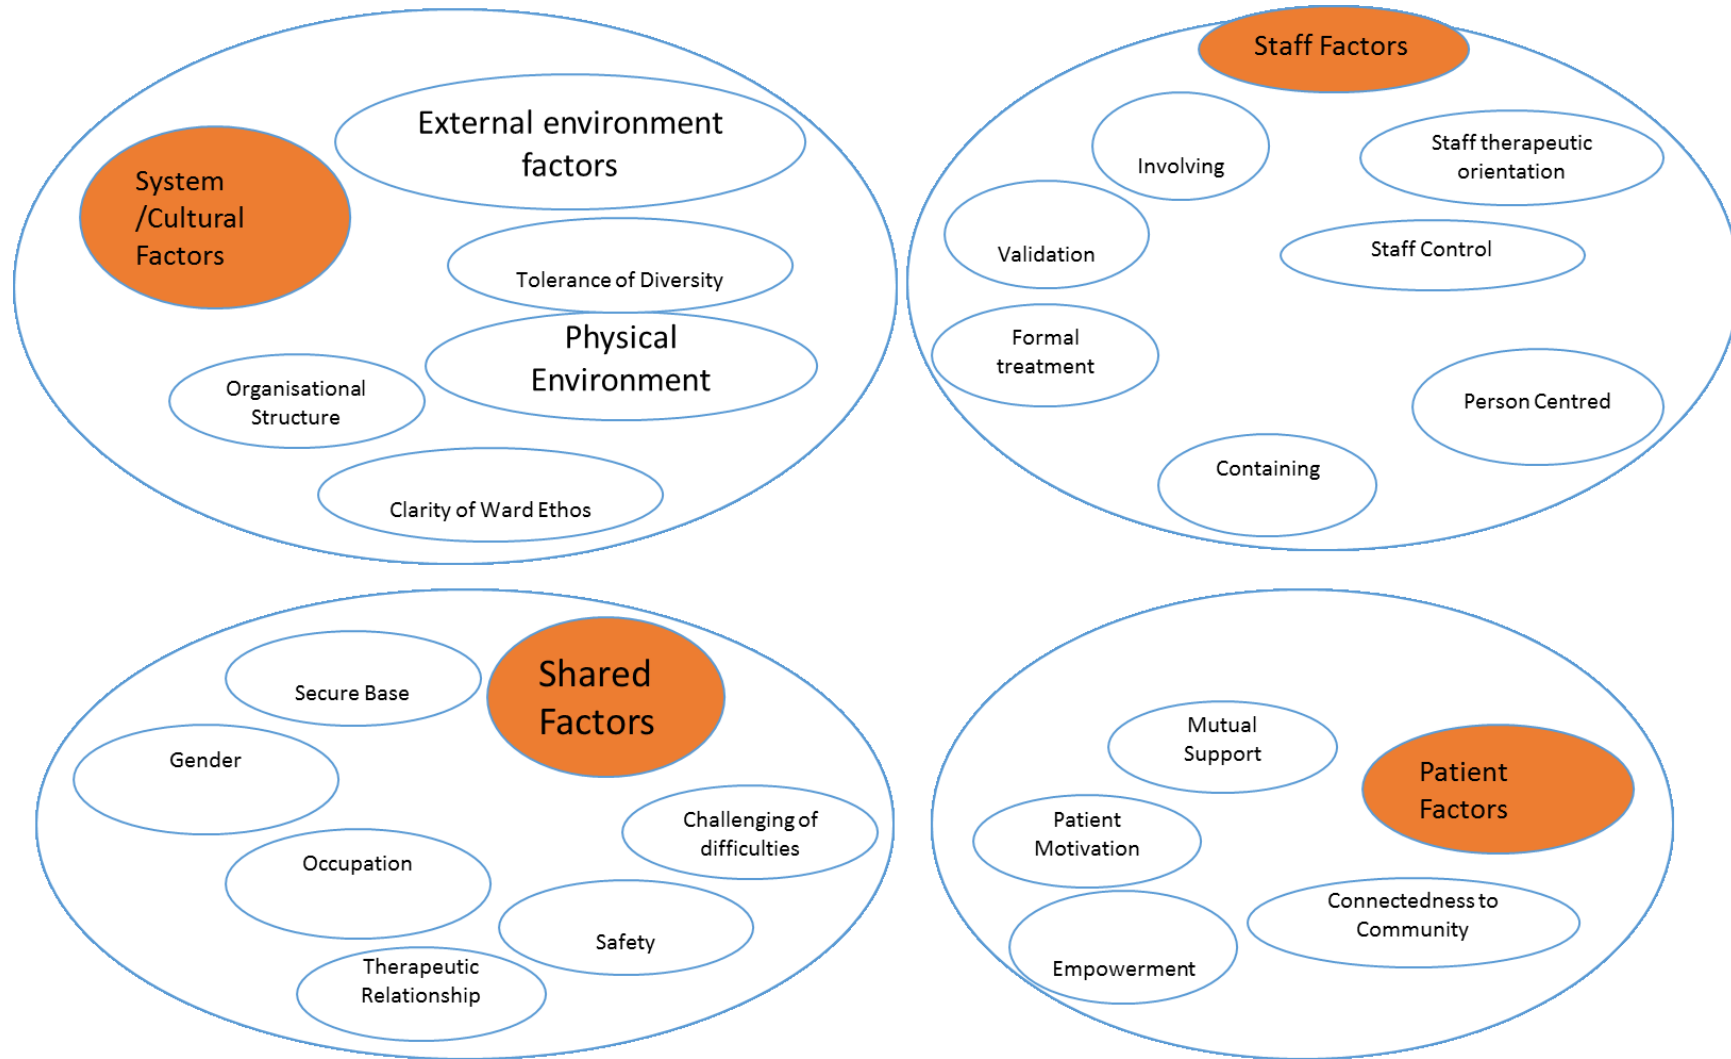 External environment
factors
System
/Cultural
Factors
Tolerance of Diversity
Physical
Environment
Organisational
Structure
Clarity of Ward Ethos
Staff Factors
Involving
Staff therapeutic
orientation
Validation
Staff Control
Formal
treatment
Person Centred
Containing
Shared
Factors
Secure Base
Gender
Challenging of
difficulties
Occupation
Safety
Therapeutic
Relationship
Mutual
Support
Patient
Factors
Patient
Motivation
Connectedness to
Community
Empowerment